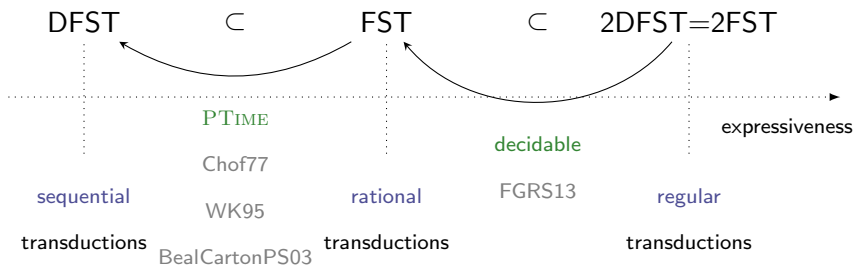 DFST ⊂ FST ⊂ 2DFST=2FST
expressiveness
PTIME
decidable
Chof77
FGRS13
sequential WK95 rational regular
transductions BealCartonPS03 transductions transductions